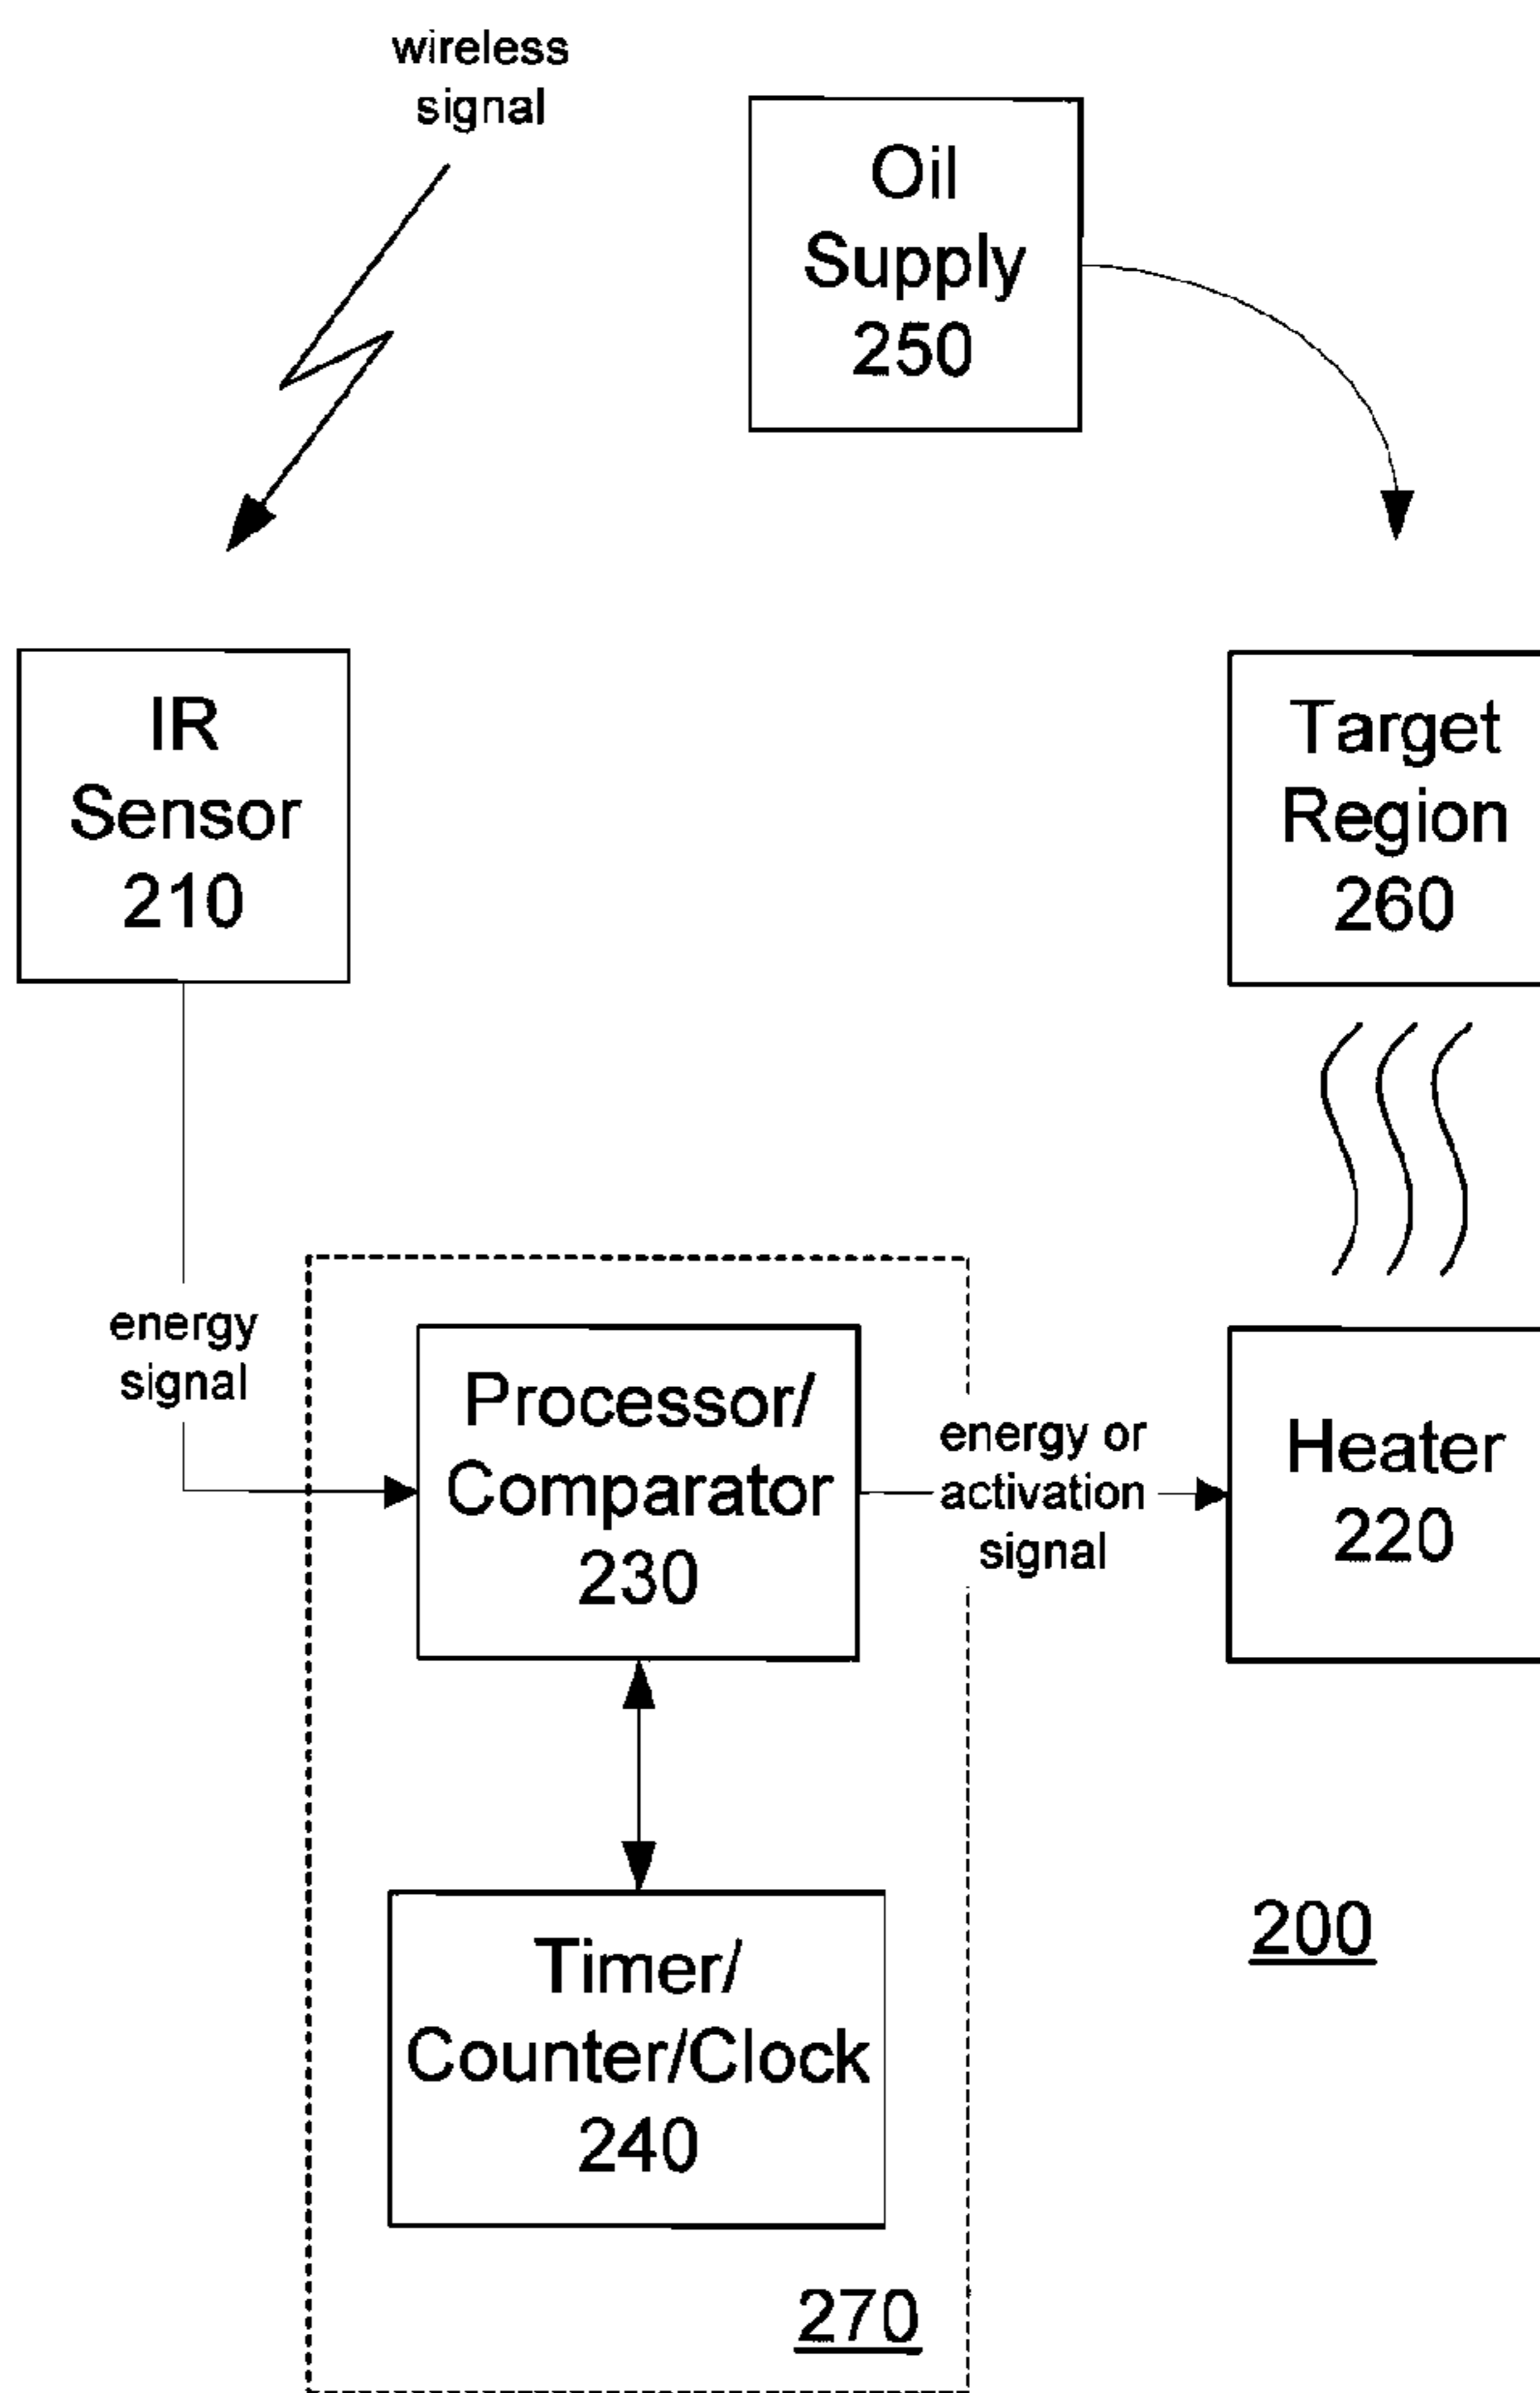 wireless
signal
Oil
Supply
250
IR
Sensor
210
Target
Region
260
energy
signal
Processor/
Comparator
230
energy or
activation
signal
Heater
220
Timer/
Counter/Clock
240
200
270